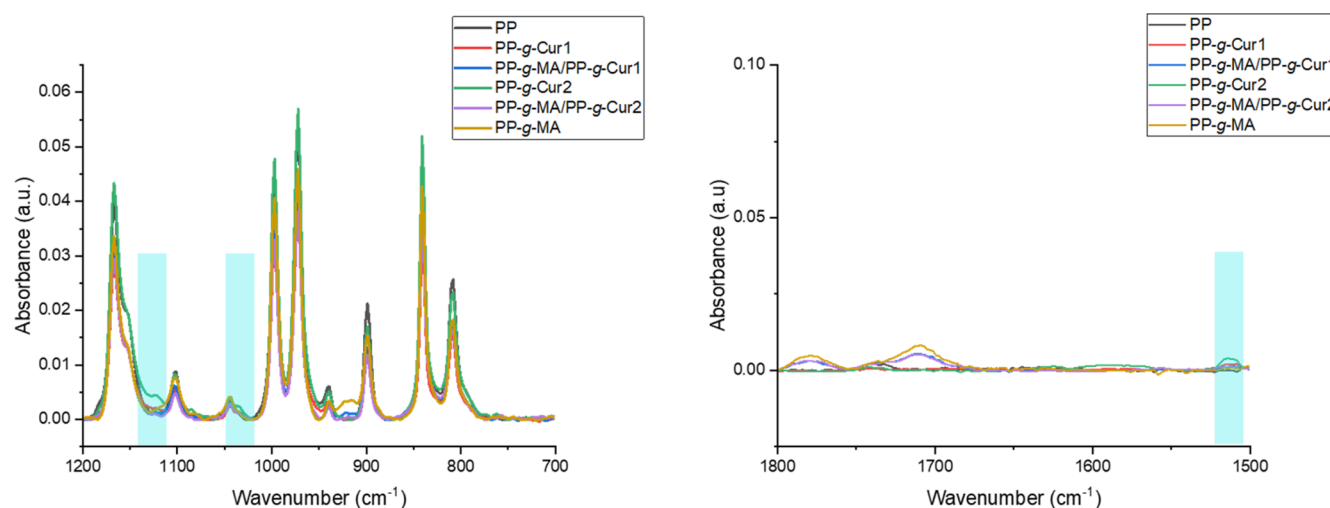 PP
PP-g-Cur1
PP-g-MA/PP-g-Cur1
PP-g-Cur2
PP-g-MA/PP-g-Cur2
PP-g-MA
0.06
0.05
0.04
0.03
0.02
0.01
0.00
Absorbance (a.u.)
1200 1100 1000 900 800 700
Wavenumber (cm⁻¹)
PP
PP-g-Cur1
PP-g-MA/PP-g-Cur1
PP-g-Cur2
PP-g-MA/PP-g-Cur2
PP-g-MA
0.10
0.05
0.00
Absorbance (a.u)
1800 1700 1600 1500
Wavenumber (cm⁻¹)